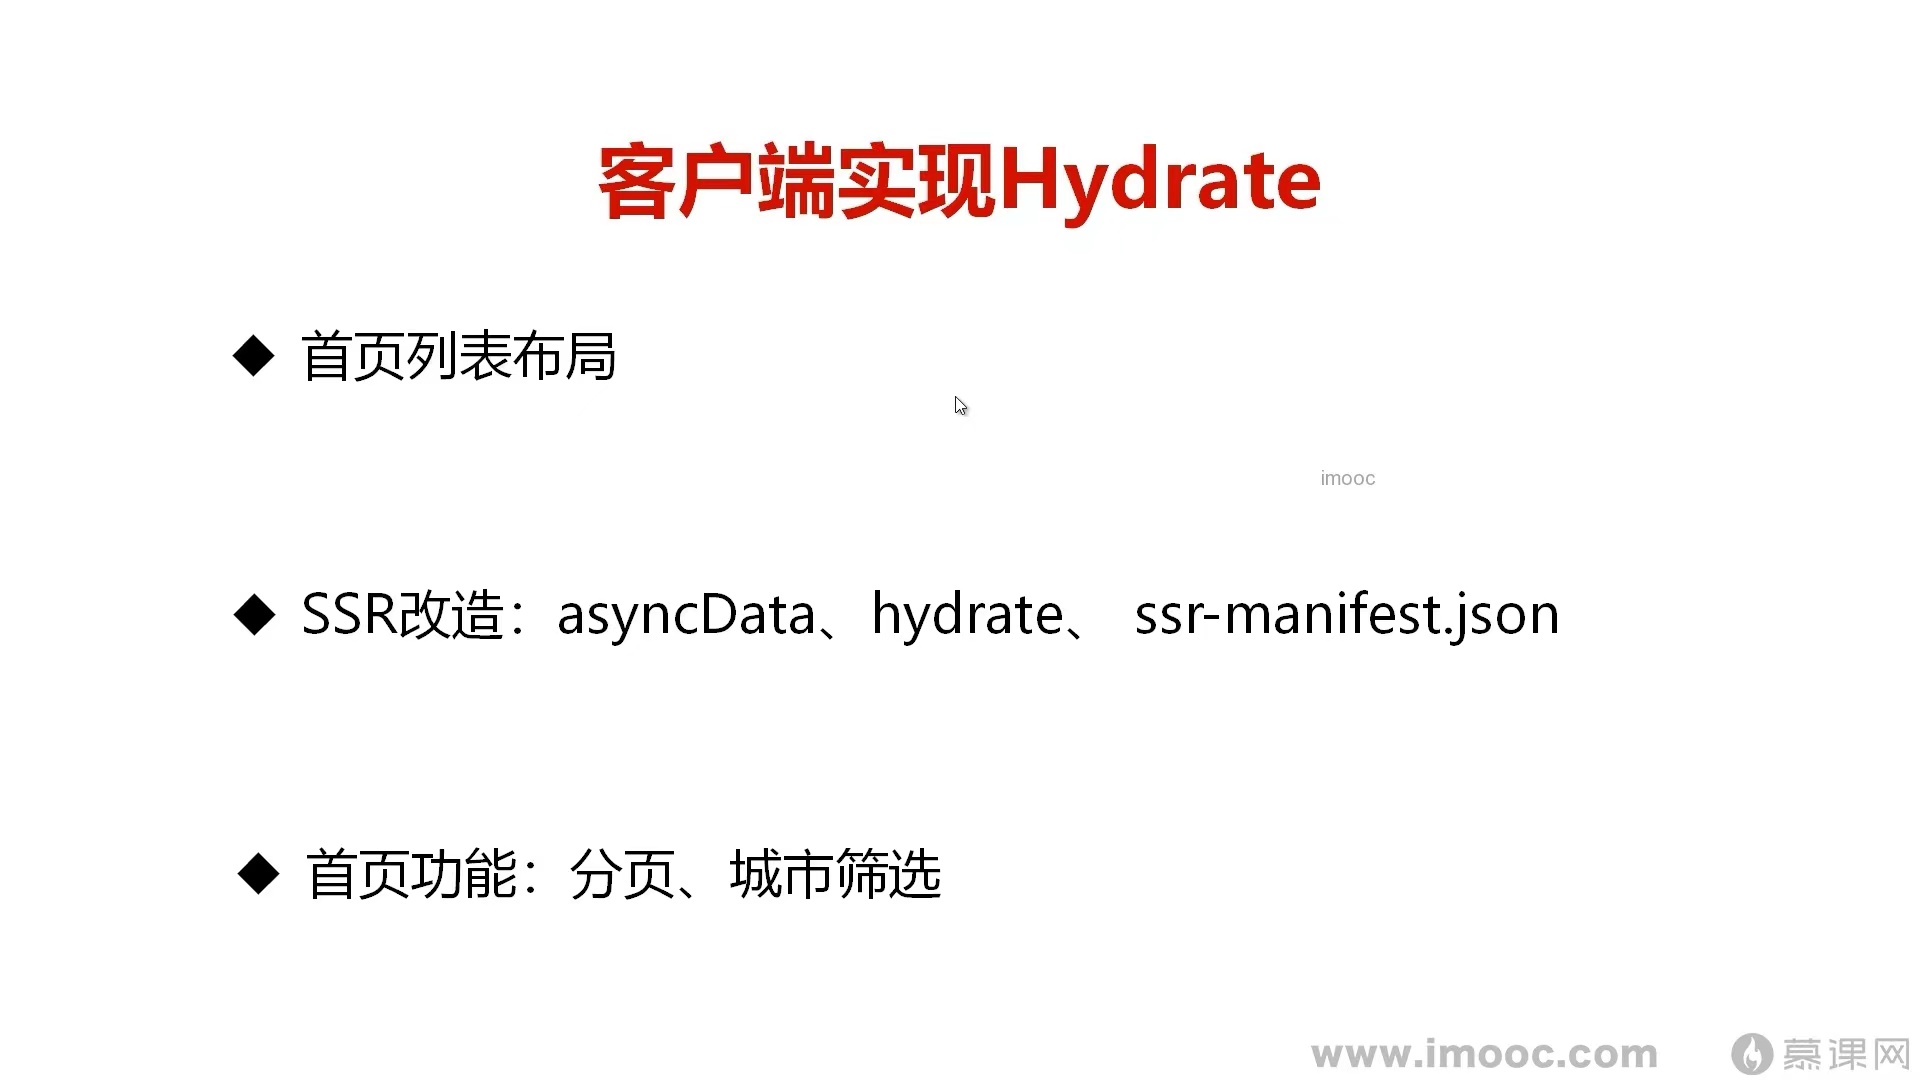 客户端实现Hydrate
◆ 首页列表布局
imooc
◆ SSR改造：asyncData、hydrate、 ssr-manifest.json
◆ 首页功能：分页、城市筛选
www.imooc.com 慕课网